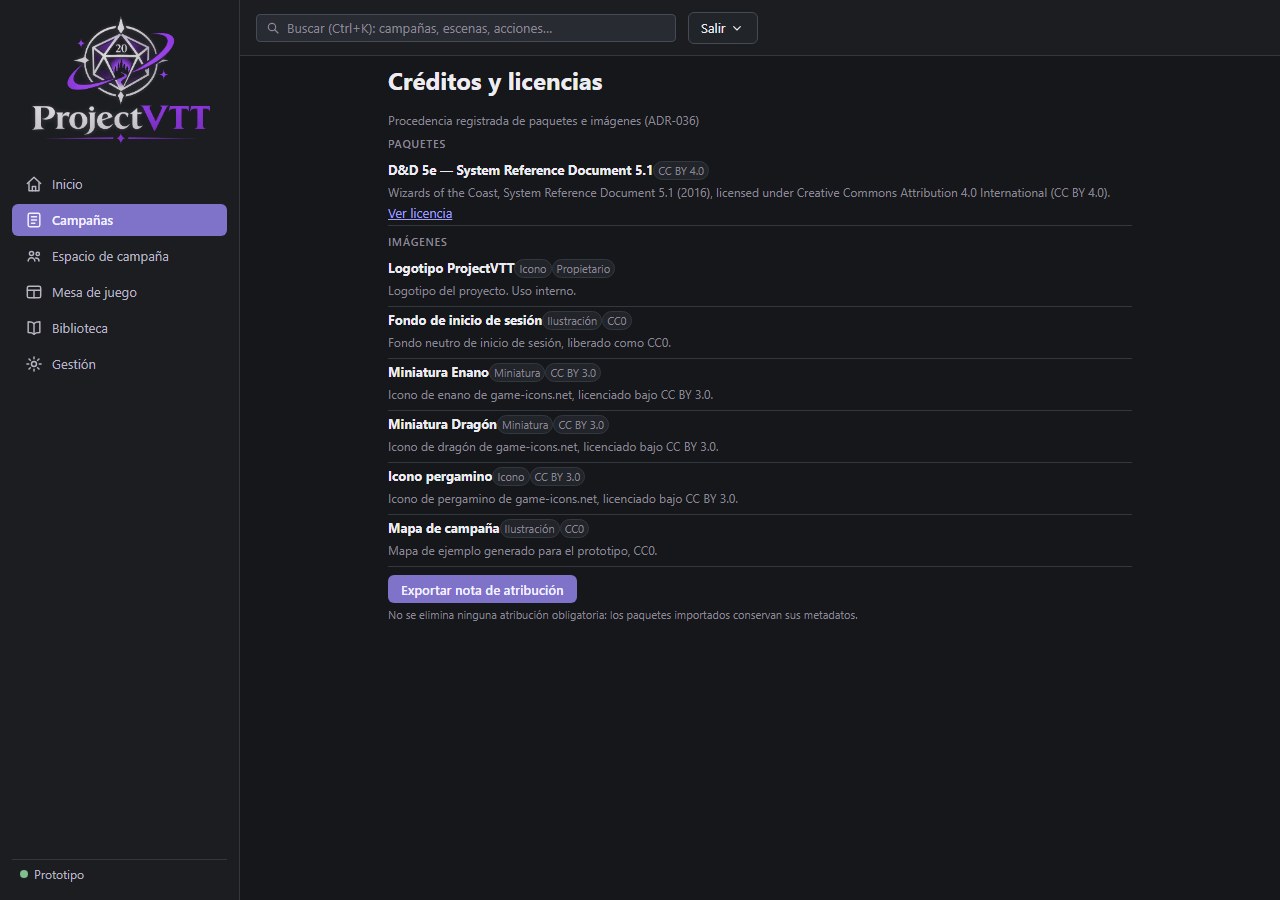 20
ProjectVTT
Inicio
Campañas
Espacio de campaña
Mesa de juego
Biblioteca
Gestión
Prototipo
Buscar (Ctrl+K): campañas, escenas, acciones...
Salir
Créditos y licencias
Procedencia registrada de paquetes e imágenes (ADR-036)
PAQUETES
D&D 5e — System Reference Document 5.1 CC BY 4.0
Wizards of the Coast, System Reference Document 5.1 (2016), licensed under Creative Commons Attribution 4.0 International (CC BY 4.0).
Ver licencia
IMÁGENES
Logotipo ProjectVTT Icono Propietario
Logotipo del proyecto. Uso interno.
Fondo de inicio de sesión Ilustración CC0
Fondo neutro de inicio de sesión, liberado como CC0.
Miniatura Enano Miniatura CC BY 3.0
Icono de enano de game-icons.net, licenciado bajo CC BY 3.0.
Miniatura Dragón Miniatura CC BY 3.0
Icono de dragón de game-icons.net, licenciado bajo CC BY 3.0.
Icono pergamino Icono CC BY 3.0
Icono de pergamino de game-icons.net, licenciado bajo CC BY 3.0.
Mapa de campaña Ilustración CC0
Mapa de ejemplo generado para el prototipo, CC0.
Exportar nota de atribución
No se elimina ninguna atribución obligatoria: los paquetes importados conservan sus metadatos.